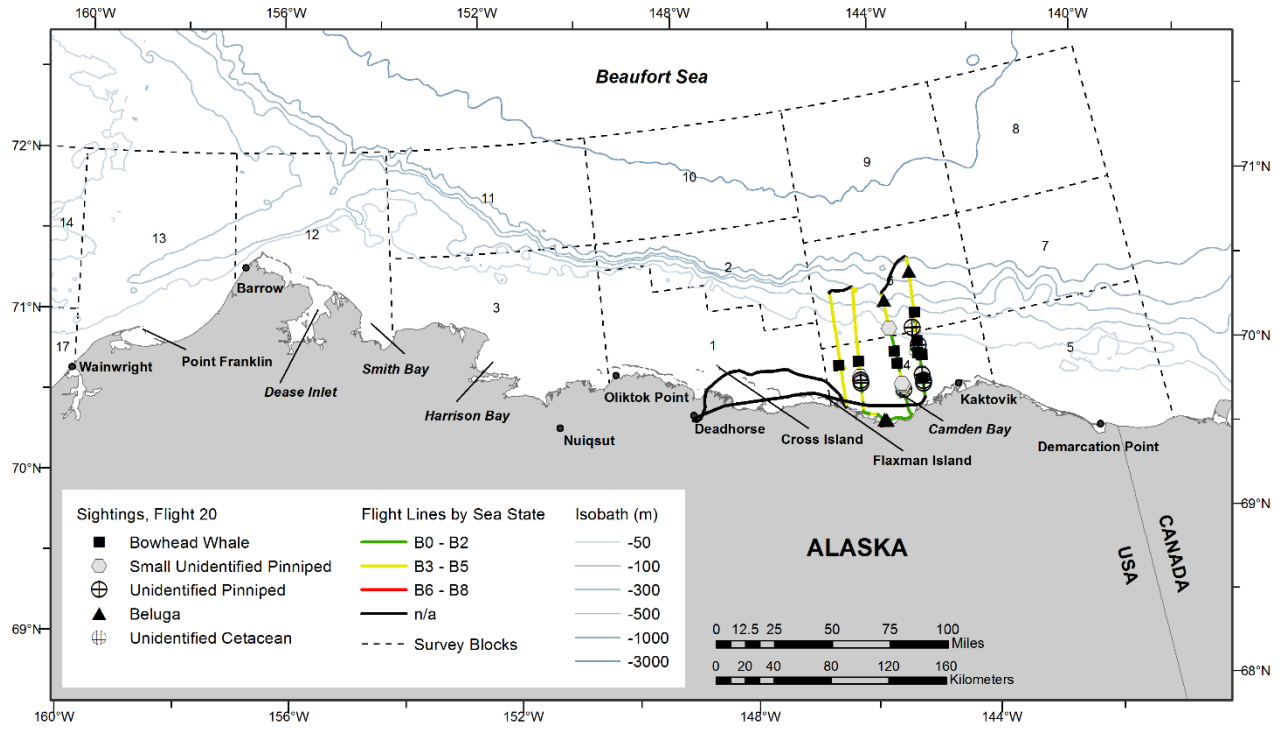 160°W 156°W 152°W 148°W 144°W 140°W
Beaufort Sea
8
72°N
9
71°N
10
11
14
13
12
7
2
6
71°N
Barrow
3
70°N
17
Point Franklin
1
5
Wainwright
Smith Bay
4
Dease Inlet
Oliktok Point
Kaktovik
Harrison Bay
Deadhorse
Camden Bay
Nuiqsut
Cross Island
Demarcation Point
Flaxman Island
70°N
69°N
Sightings, Flight 20
Bowhead Whale
Small Unidentified Pinniped
Unidentified Pinniped
Beluga
Unidentified Cetacean
Flight Lines by Sea State
B0 - B2
B3 - B5
B6 - B8
n/a
Survey Blocks
Isobath (m)
-50
-100
-300
-500
-1000
-3000
ALASKA
USA
CANADA
0 12.5 25 50 75 100
Miles
0 20 40 80 120 160
Kilometers
69°N
68°N
160°W 156°W 152°W 148°W 144°W